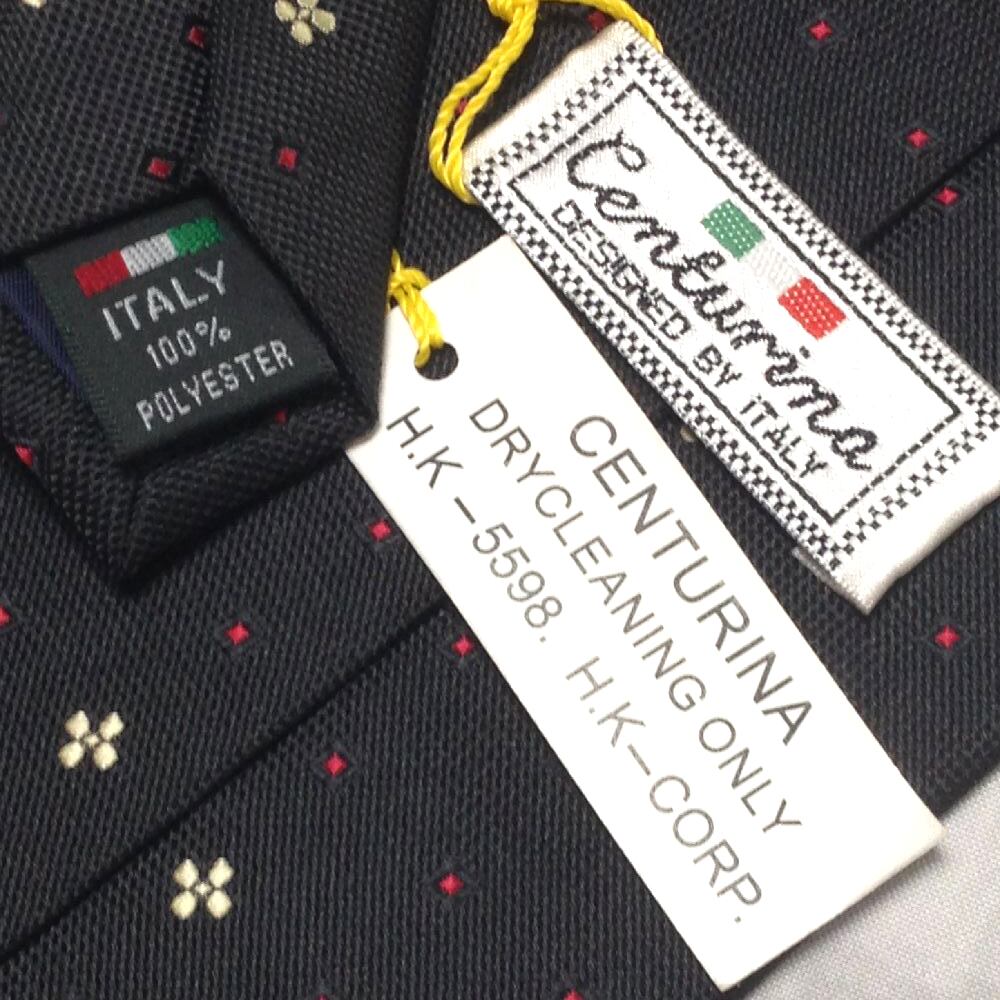 ITALY
100%
POLYESTER
Centurina
DESIGNED BY ITALY
CENTURINA
DRYCLEANING ONLY
H.K-5598. H.K-CORP.